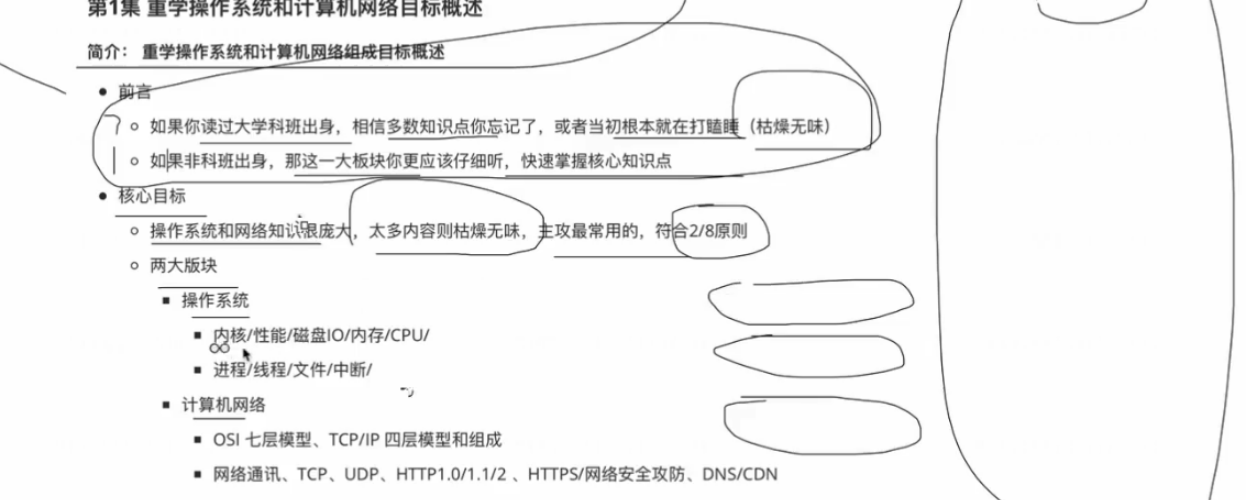 第1集 重学操作系统和计算机网络目标概述
简介： 重学操作系统和计算机网络组成目标概述
前言
如果你读过大学科班出身，相信多数知识点你忘记了，或者当初根本就在打瞌睡（枯燥无味）
如果非科班出身，那这一大板块你更应该仔细听，快速掌握核心知识点
核心目标
操作系统和网络知识很庞大，太多内容则枯燥无味，主攻最常用的，符合2/8原则
两大版块
操作系统
内核/性能/磁盘IO/内存/CPU/
进程/线程/文件/中断/
计算机网络
OSI 七层模型、TCP/IP 四层模型和组成
网络通讯、TCP、UDP、HTTP1.0/1.1/2 、HTTPS/网络安全攻防、DNS/CDN